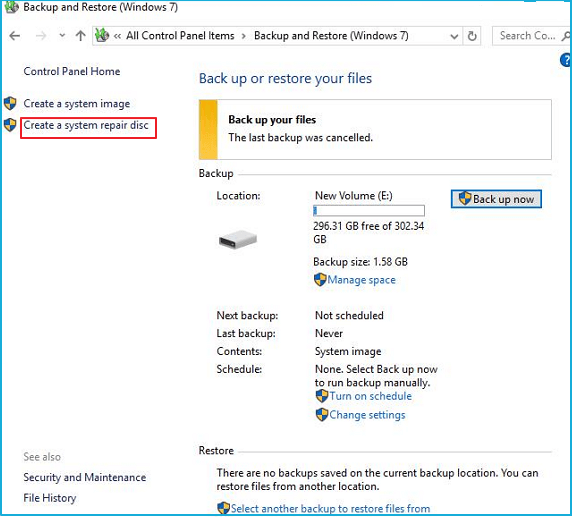 Backup and Restore (Windows 7)
« All Control Panel Items › Backup and Restore (Windows 7)
Search Co...
Control Panel Home
Create a system image
Create a system repair disc
Back up or restore your files
Back up your files
The last backup was cancelled.
Backup
Location:
New Volume (E:)
Back up now
296.31 GB free of 302.34
GB
Backup size: 1.58 GB
Manage space
Next backup: Not scheduled
Last backup: Never
Contents: System image
Schedule: None. Select Back up now
to run backup manually.
Turn on schedule
Change settings
See also
Security and Maintenance
File History
Restore
There are no backups saved on the current backup location. You can
restore files from another location.
Select another backup to restore files from